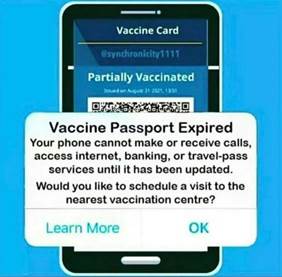 Vaccine Card
@synchronicity1111
Partially Vaccinated
Issued on August 31 2021, 13:51
Vaccine Passport Expired
Your phone cannot make or receive calls,
access internet, banking, or travel-pass
services until it has been updated.
Would you like to schedule a visit to the
nearest vaccination centre?
Learn More
OK